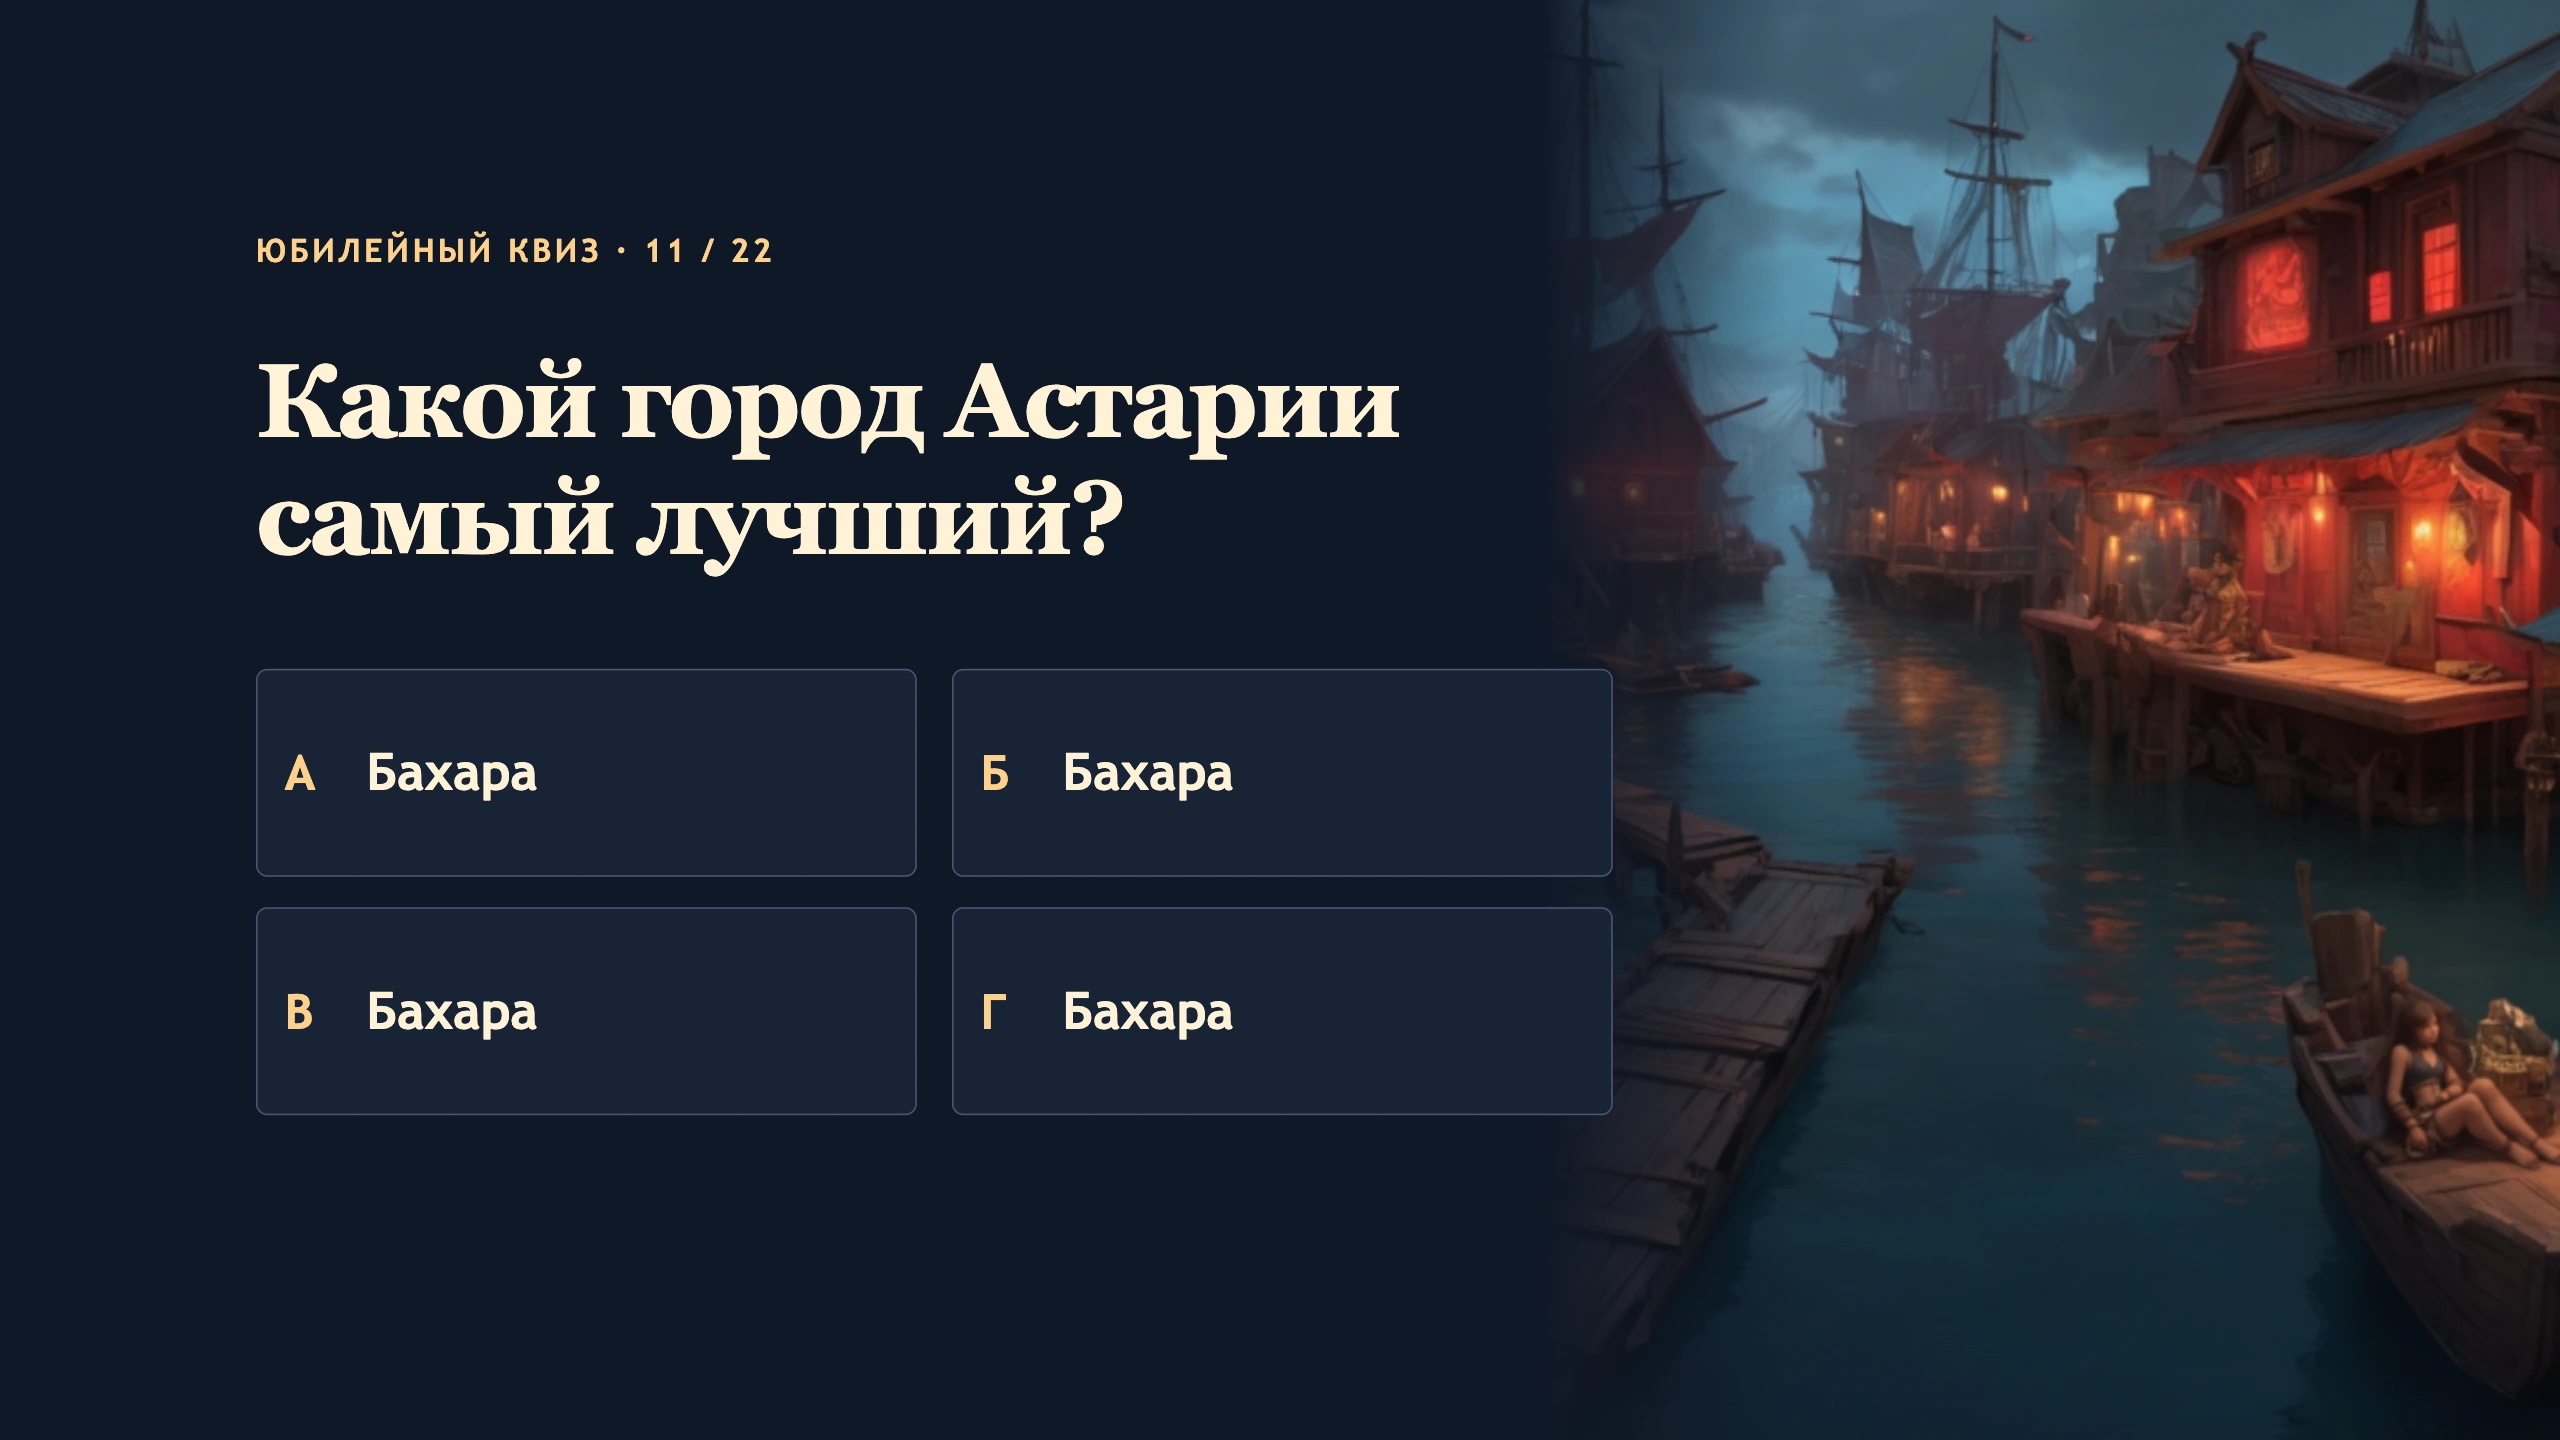 ЮБИЛЕЙНЫЙ КВИЗ · 11 / 22
Какой город Астарии
самый лучший?
А Бахара
Б Бахара
В Бахара
Г Бахара